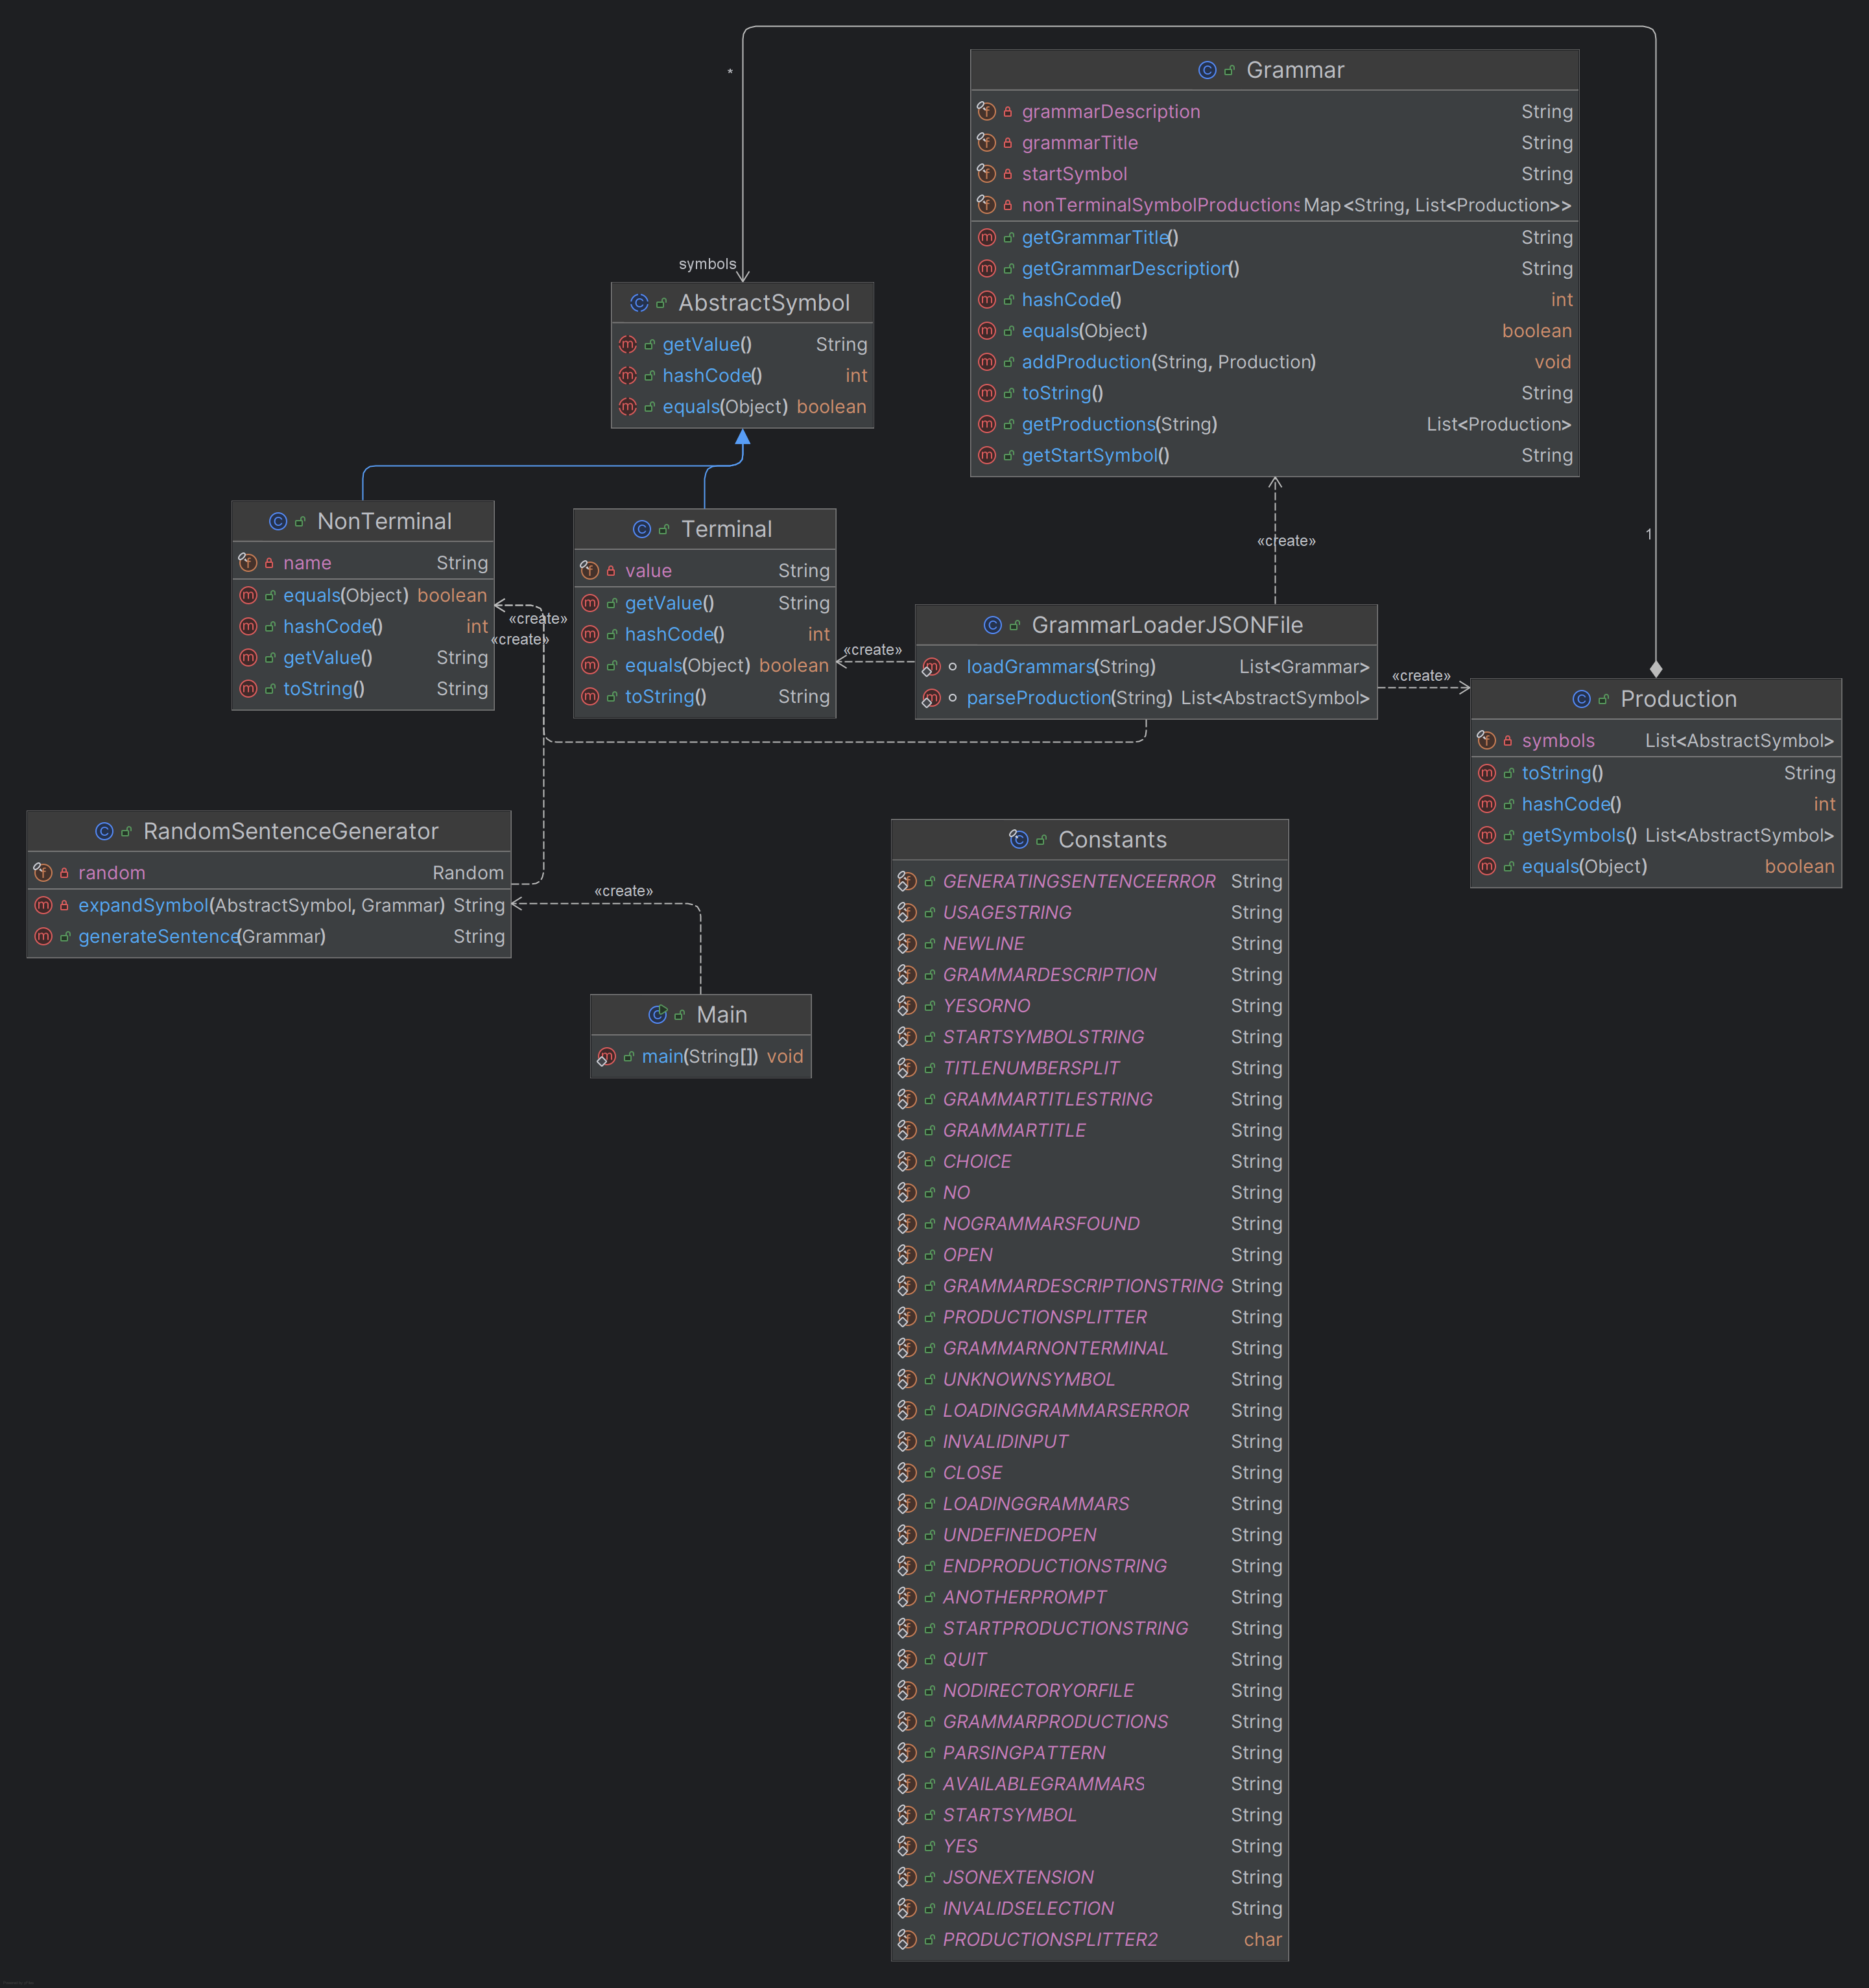 *
symbols
1
Grammar
grammarDescription String
grammarTitle String
startSymbol String
nonTerminalSymbolProductions Map<String, List<Production>>
getGrammarTitle() String
getGrammarDescription() String
hashCode() int
equals(Object) boolean
addProduction(String, Production) void
toString() String
getProductions(String) List<Production>
getStartSymbol() String
AbstractSymbol
getValue() String
hashCode() int
equals(Object) boolean
NonTerminal
name String
equals(Object) boolean
hashCode() int
getValue() String
toString() String
Terminal
value String
getValue() String
hashCode() int
equals(Object) boolean
toString() String
«create»
«create»
«create»
«create»
«create»
GrammarLoaderJSONFile
loadGrammars(String) List<Grammar>
parseProduction(String) List<AbstractSymbol>
Production
symbols List<AbstractSymbol>
toString() String
hashCode() int
getSymbols() List<AbstractSymbol>
equals(Object) boolean
RandomSentenceGenerator
random Random
expandSymbol(AbstractSymbol, Grammar) String
generateSentence(Grammar) String
«create»
Main
main(String[]) void
Constants
GENERATINGSENTENCEERROR String
USAGESTRING String
NEWLINE String
GRAMMARDESCRIPTION String
YESORNO String
STARTSYMBOLSTRING String
TITLENUMBERSPLIT String
GRAMMARTITLESTRING String
GRAMMARTITLE String
CHOICE String
NO String
NOGRAMMARSFOUND String
OPEN String
GRAMMARDESCRIPTIONSTRING String
PRODUCTIONSPLITTER String
GRAMMARNONTERMINAL String
UNKNOWNSYMBOL String
LOADINGGRAMMARSERROR String
INVALIDINPUT String
CLOSE String
LOADINGGRAMMARS String
UNDEFINEDOPEN String
ENDPRODUCTIONSTRING String
ANOTHERPROMPT String
STARTPRODUCTIONSTRING String
QUIT String
NODIRECTORYORFILE String
GRAMMARPRODUCTIONS String
PARSINGPATTERN String
AVAILABLEGRAMMARS String
STARTSYMBOL String
YES String
JSONEXTENSION String
INVALIDSELECTION String
PRODUCTIONSPLITTER2 char